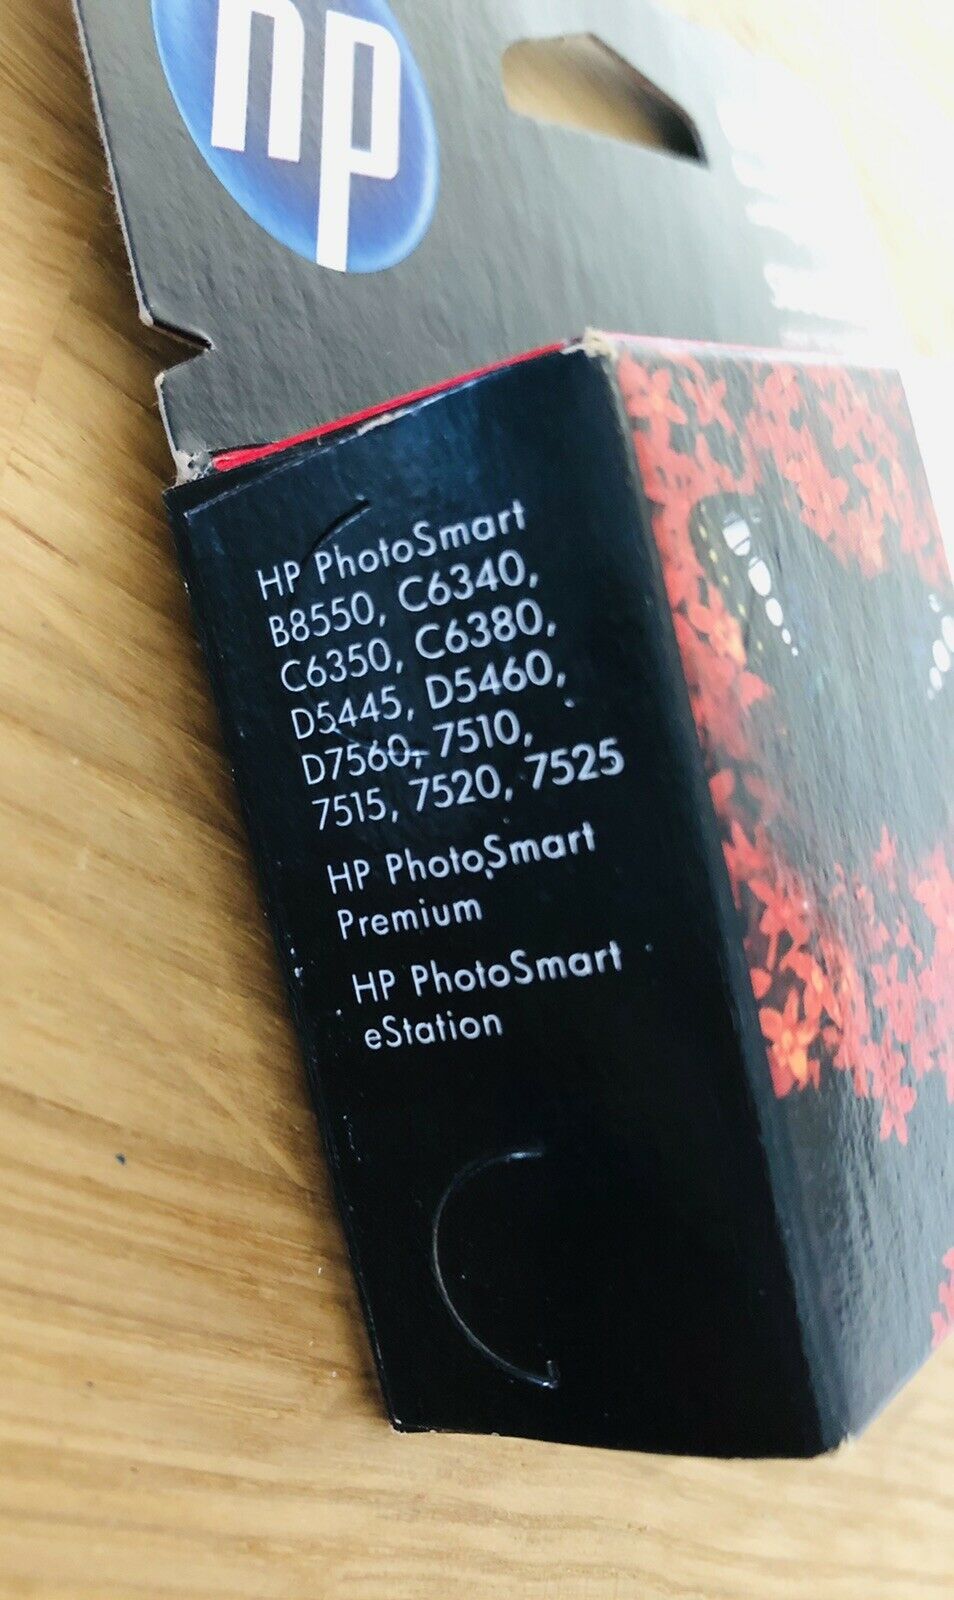 hp
HP PhotoSmart
B8550, C6340,
C6350, C6380,
D5445, D5460,
D7560, 7510,
7515, 7520, 7525
HP PhotoSmart
Premium
HP PhotoSmart
eStation